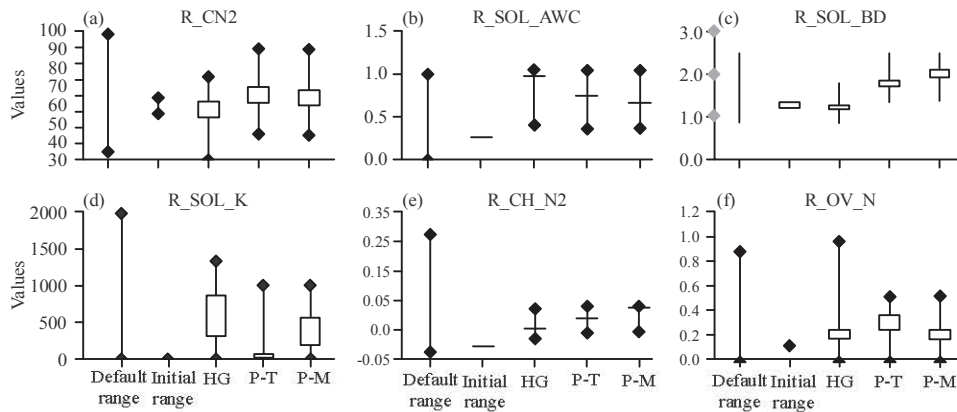 (a) R_CN2
100
90
80
70
60
50
40
30
Values
(b) R_SOL_AWC
1.5
1.0
0.5
0.0
(c) R_SOL_BD
3.0
2.0
1.0
0.0
(d) R_SOL_K
2000
1500
1000
500
0
Values
Default range
Initial range
HG
P-T
P-M
(e) R_CH_N2
0.35
0.25
0.05
0.0
-0.05
Default range
Initial range
HG
P-T
P-M
(f) R_OV_N
1.2
1.0
0.8
0.6
0.4
0.2
0.0
Default range
Initial range
HG
P-T
P-M